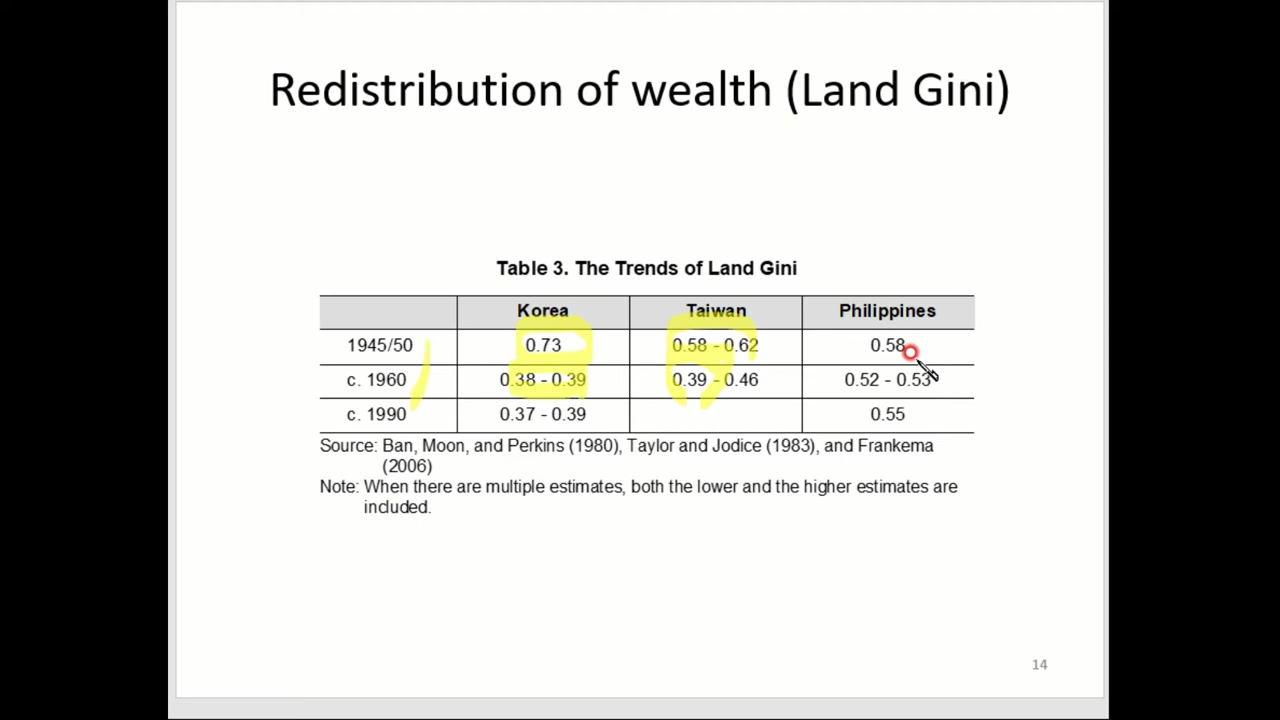 Redistribution of wealth (Land Gini)
Table 3. The Trends of Land Gini
Korea Taiwan Philippines
1945/50 0.73 0.58 - 0.62 0.58
c. 1960 0.38 - 0.39 0.39 - 0.46 0.52 - 0.53
c. 1990 0.37 - 0.39 0.55
Source: Ban, Moon, and Perkins (1980), Taylor and Jodice (1983), and Frankema
(2006)
Note: When there are multiple estimates, both the lower and the higher estimates are
included.
14